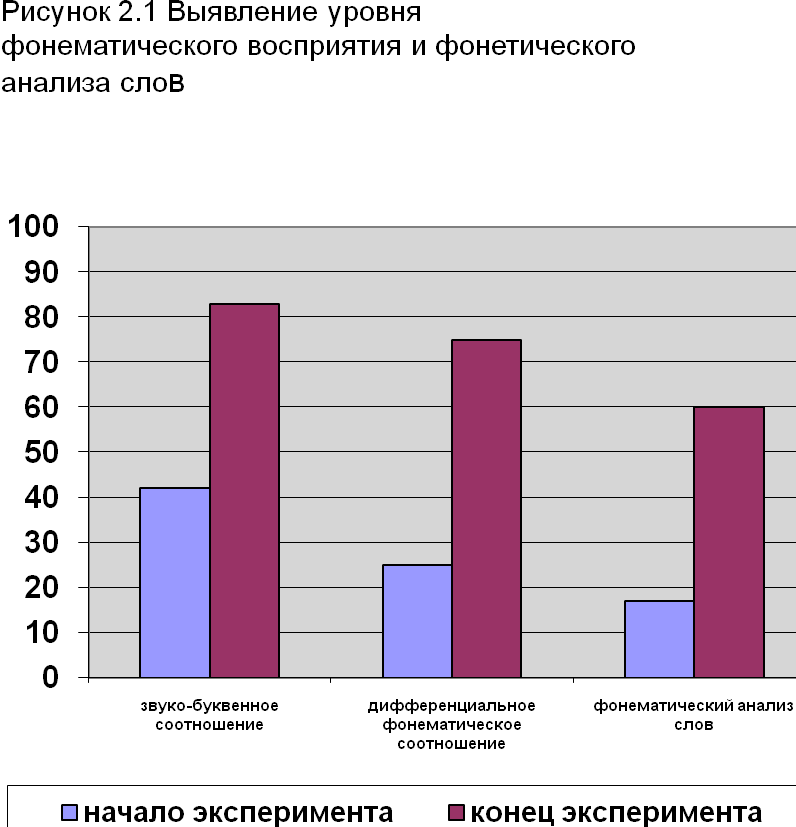 Рисунок 2.1 Выявление уровня
фонематического восприятия и фонетического
анализа слов
100
90
80
70
60
50
40
30
20
10
0
звуко-буквенное
соотношение
дифференциальное
фонематическое
соотношение
фонематический анализ
слов
начало эксперимента
конец эксперимента